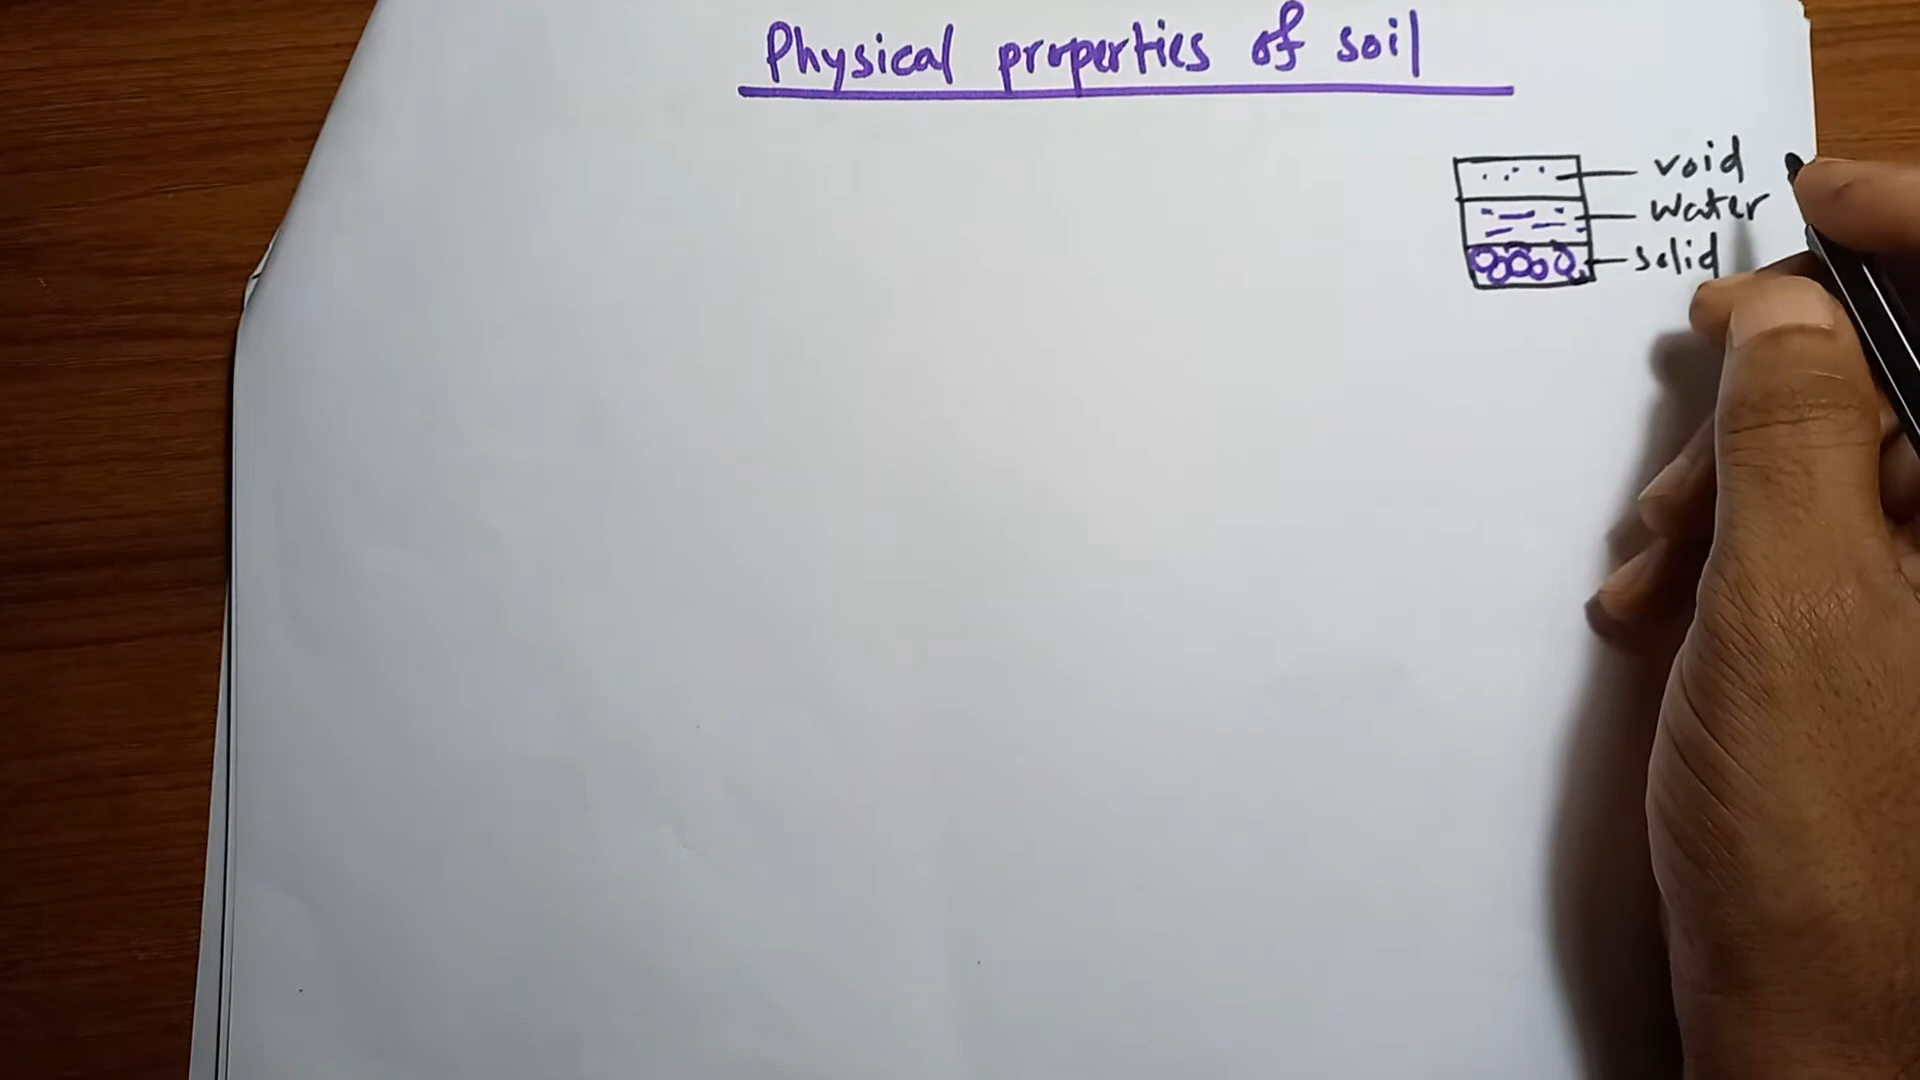 Physical properties of soil
void
water
solid